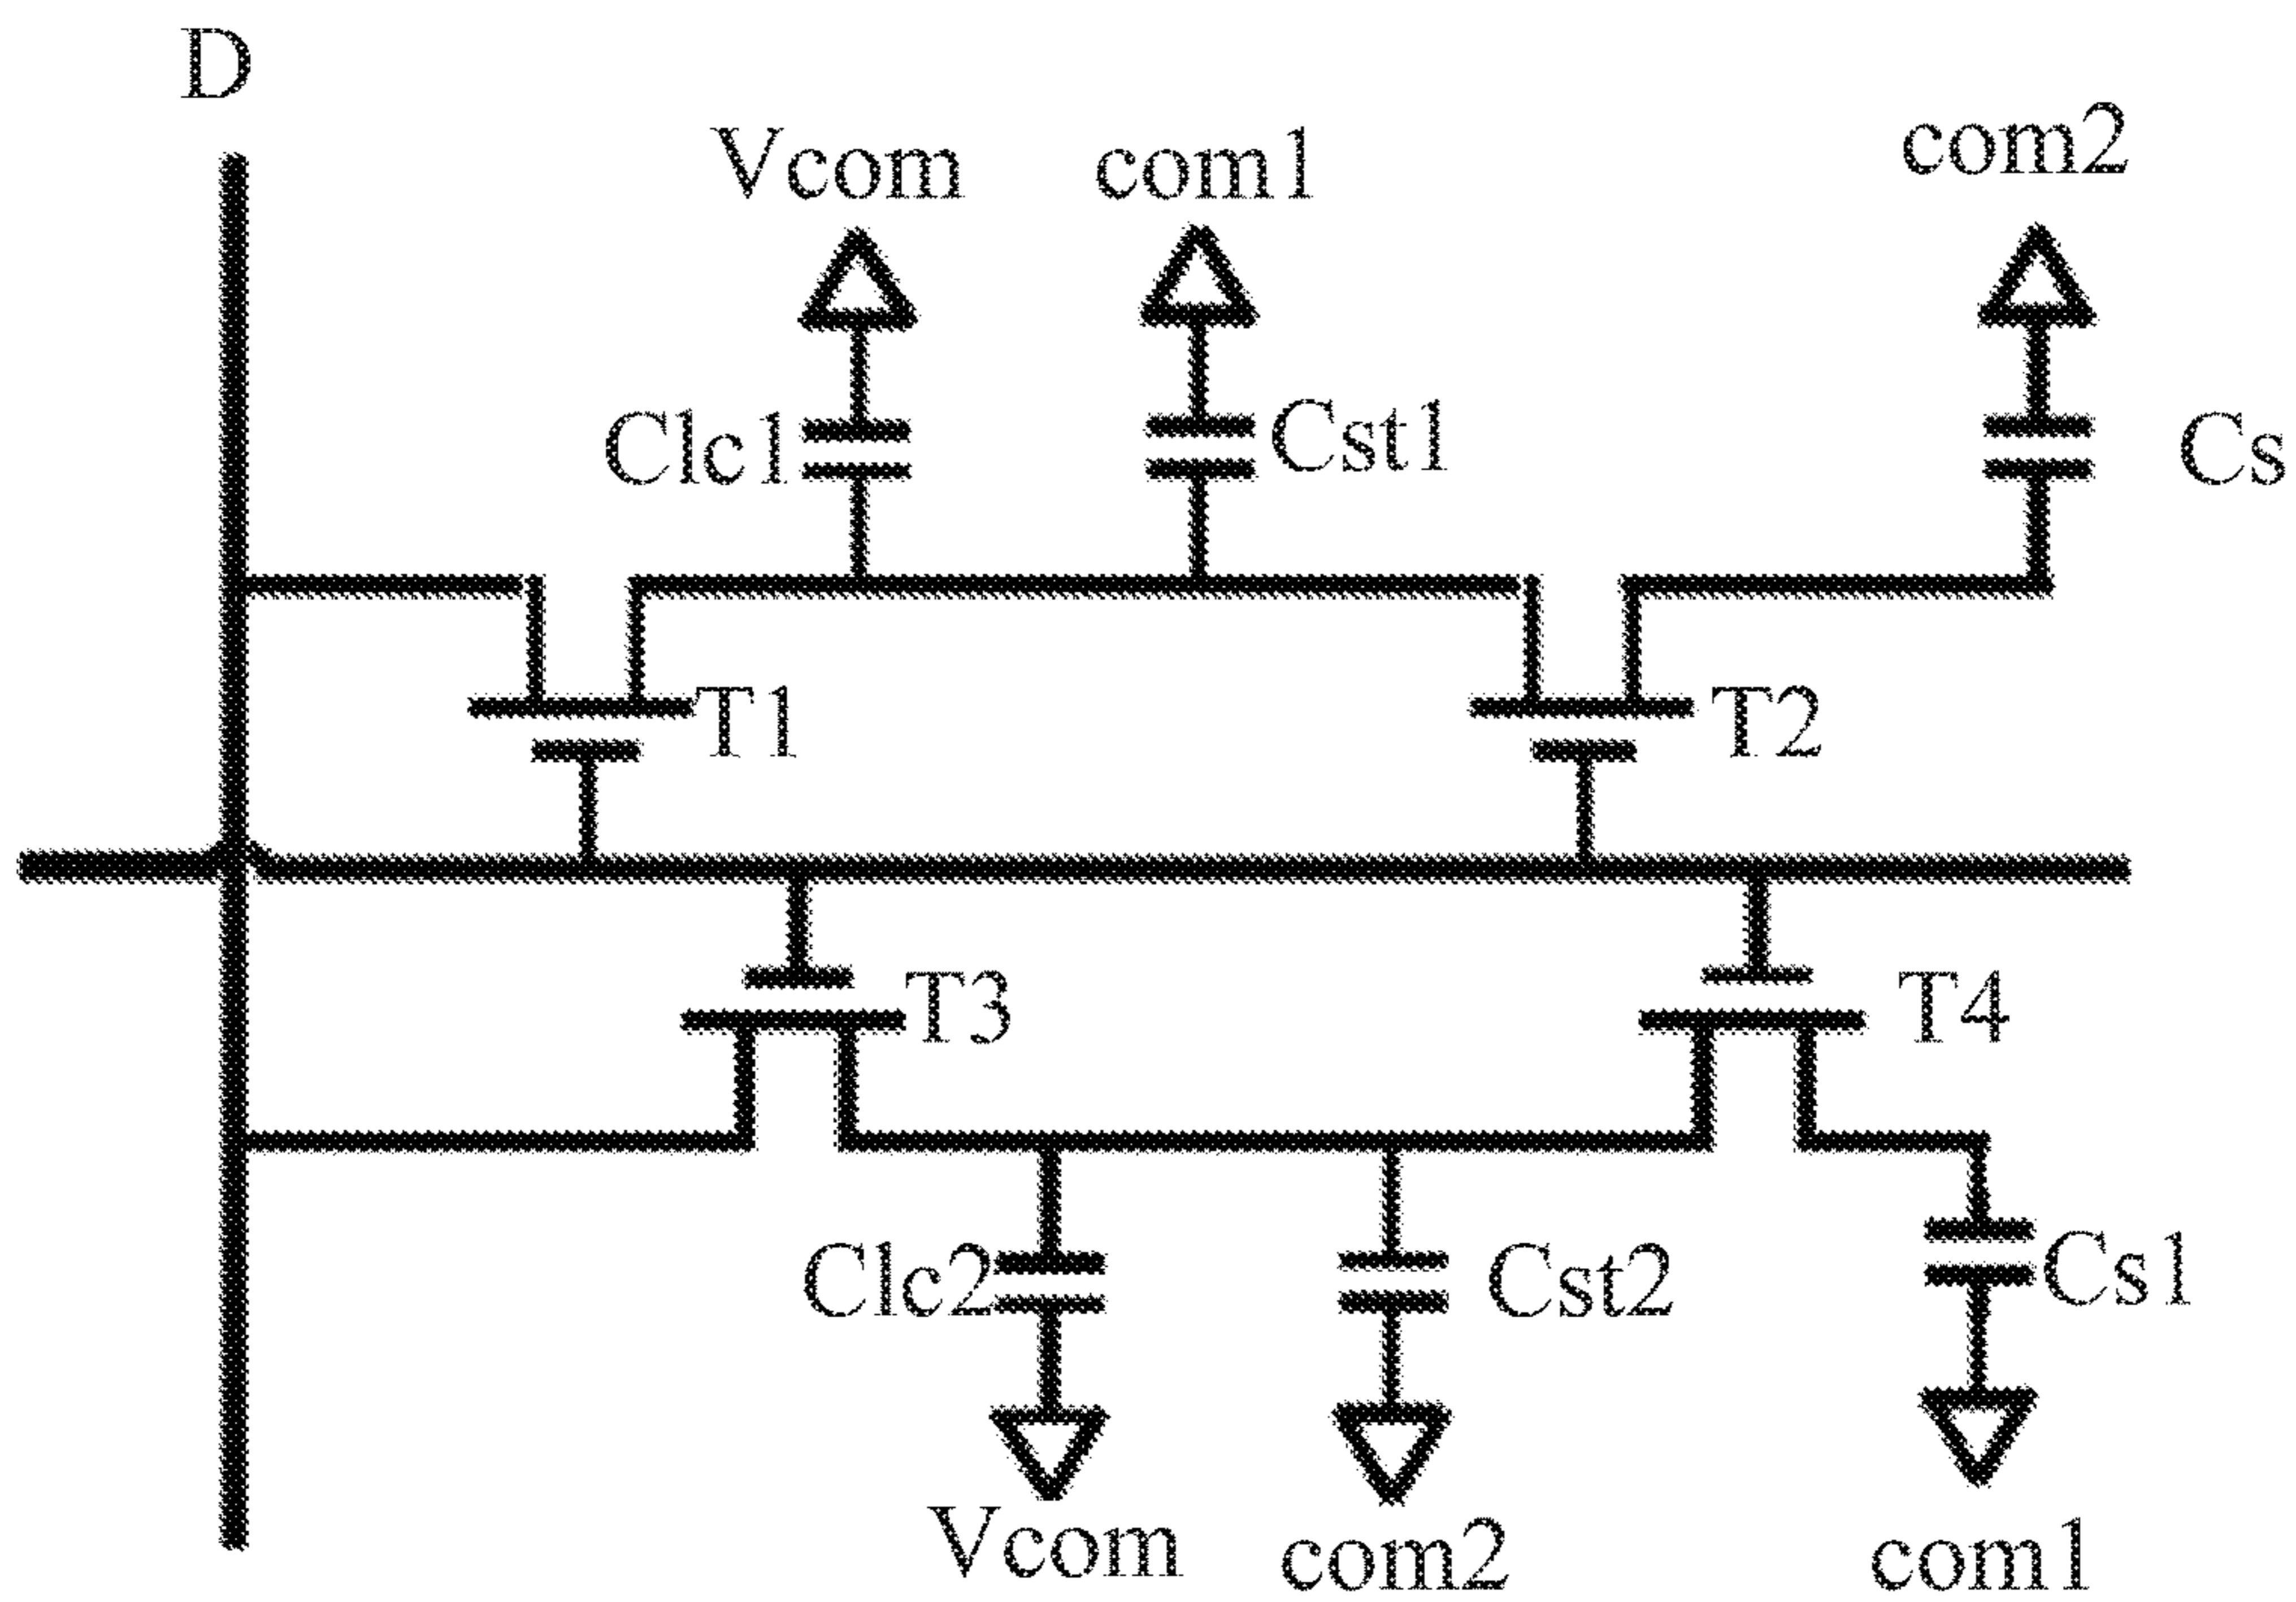 D
Vcom com1 com2
Clc1 Cst1 Cs
T1 T2
T3 T4
Clc2 Cst2 Cs1
Vcom com2 com1